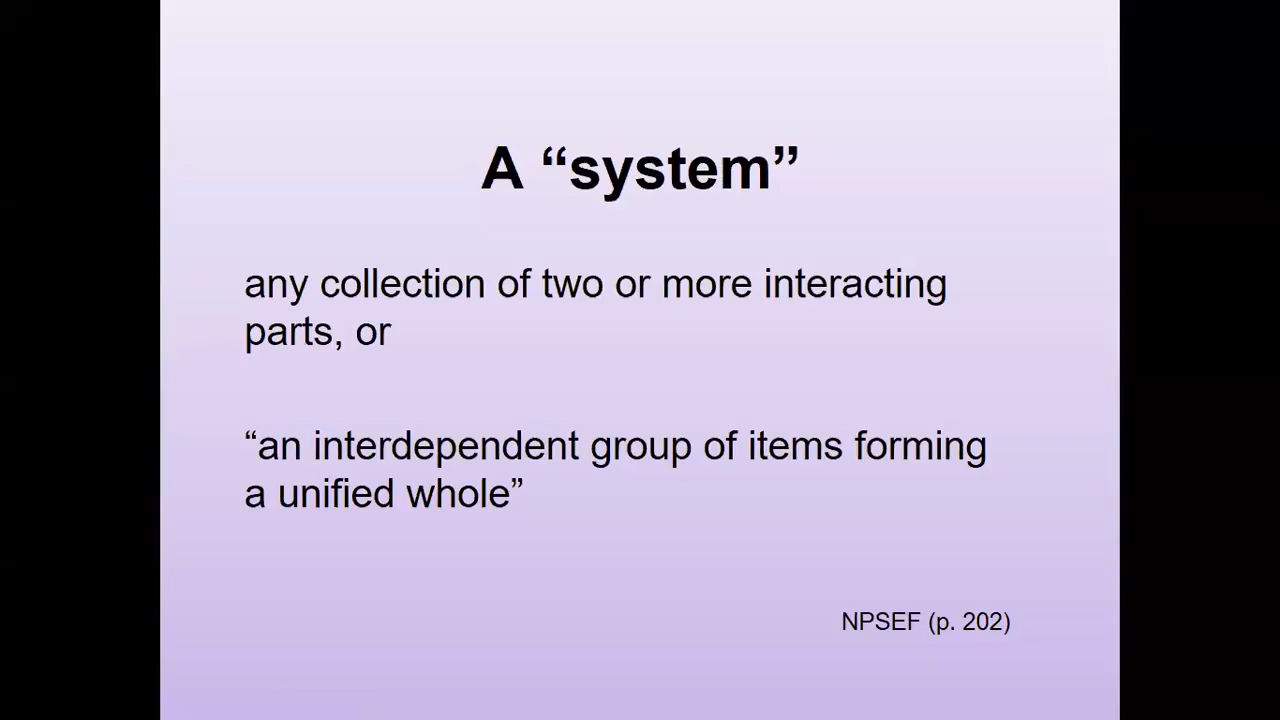 A “system”
any collection of two or more interacting
parts, or
“an interdependent group of items forming
a unified whole”
NPSEF (p. 202)